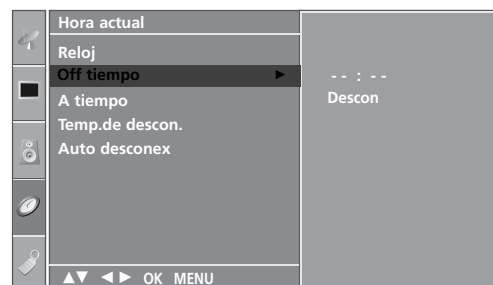 Hora actual
Reloj
Off tiempo ►
-- : --
A tiempo
Descon
Temp.de descon.
Auto desconex
▲▼ ◄► OK MENU